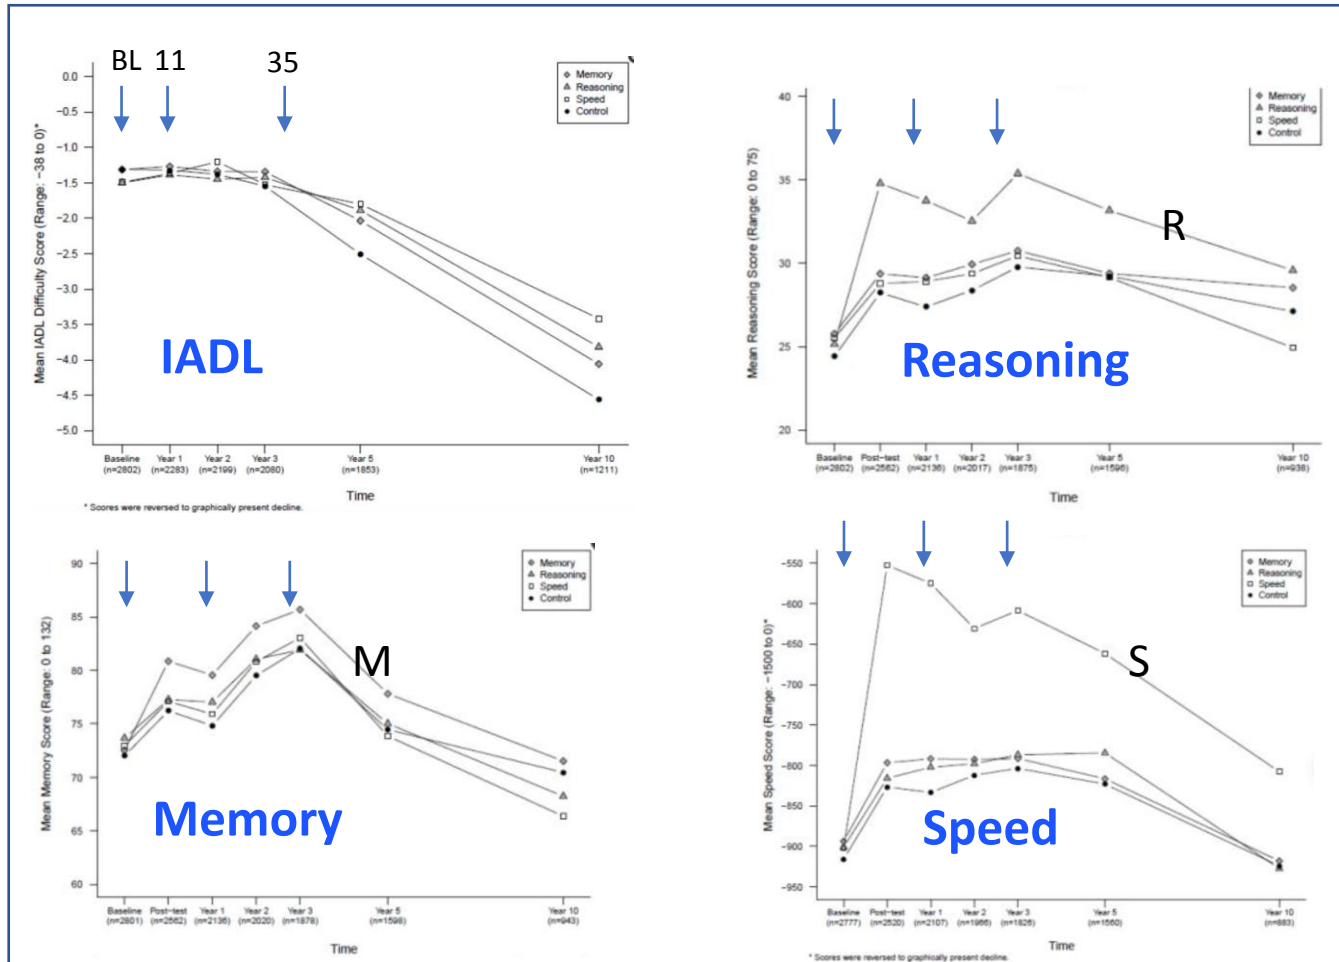 BL 11 35
Mean IADL Difficulty Score (Range: −38 to 0)*
0.0
−0.5
−1.0
−1.5
−2.0
−2.5
−3.0
−3.5
−4.0
−4.5
−5.0
Memory
Reasoning
Speed
Control
IADL
Baseline Year 1 Year 2 Year 3 Year 5 Year 10
(n=2802) (n=2283) (n=2199) (n=2080) (n=1853) (n=1211)
Time
* Scores were reversed to graphically present decline.
Mean Reasoning Score (Range: 0 to 75)
40
35
30
25
20
Memory
Reasoning
Speed
Control
R
Reasoning
Baseline Post−test Year 1 Year 2 Year 3 Year 5 Year 10
(n=2802) (n=2562) (n=2136) (n=2017) (n=1875) (n=1596) (n=938)
Time
Mean Memory Score (Range: 0 to 132)
90
85
80
75
70
65
60
Memory
Reasoning
Speed
Control
M
Memory
Baseline Post−test Year 1 Year 2 Year 3 Year 5 Year 10
(n=2801) (n=2562) (n=2136) (n=2020) (n=1878) (n=1598) (n=943)
Time
Mean Speed Score (Range: −1500 to 0)*
−550
−600
−650
−700
−750
−800
−850
−900
−950
Memory
Reasoning
Speed
Control
S
Speed
Baseline Post−test Year 1 Year 2 Year 3 Year 5 Year 10
(n=2777) (n=2520) (n=2107) (n=1966) (n=1826) (n=1560) (n=883)
Time
* Scores were reversed to graphically present decline.